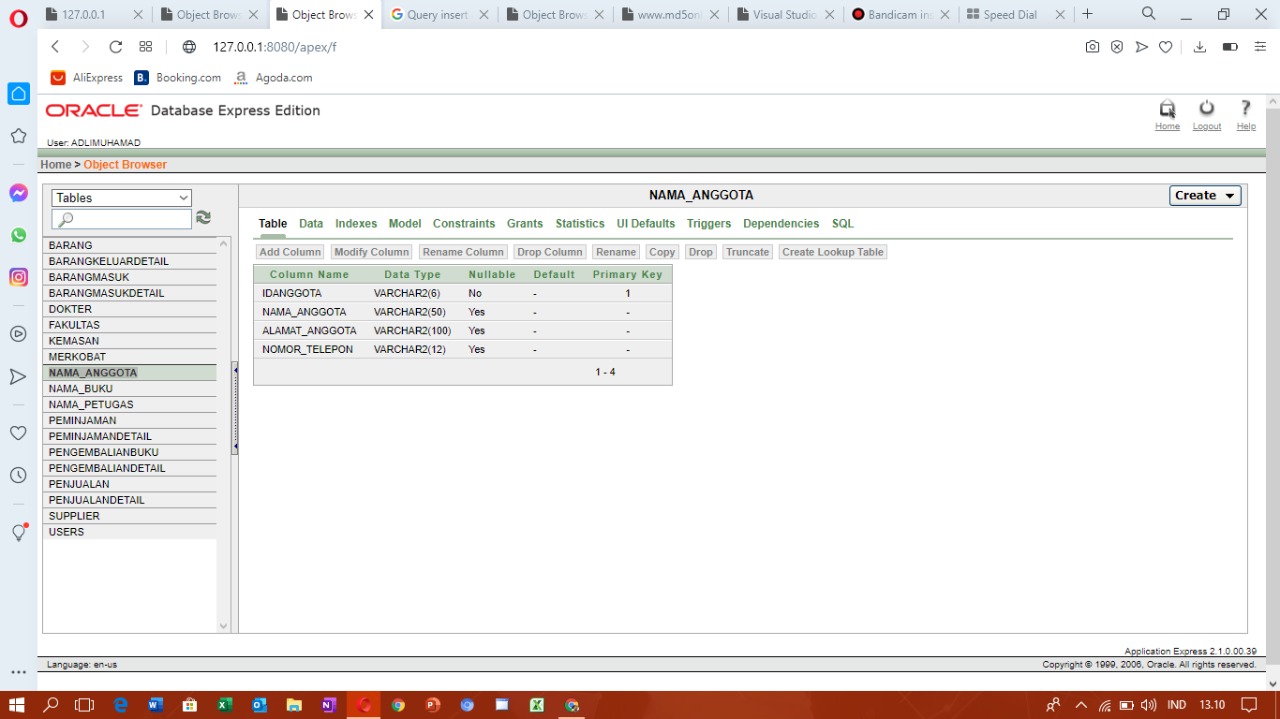 127.0.0.1
Object Brow
Object Brows
Query insert
Object Brow
www.md5onl
Visual Studio
Bandicam ins
Speed Dial
127.0.0.1:8080/apex/f
AliExpress
Booking.com
Agoda.com
ORACLE Database Express Edition
Home
Logout
Help
User: ADLIMUHAMAD
Home > Object Browser
Tables
BARANG
BARANGKELUARDETAIL
BARANGMASUK
BARANGMASUKDETAIL
DOKTER
FAKULTAS
KEMASAN
MERKOBAT
NAMA_ANGGOTA
NAMA_BUKU
NAMA_PETUGAS
PEMINJAMAN
PEMINJAMANDETAIL
PENGEMBALIANBUKU
PENGEMBALIANDETAIL
PENJUALAN
PENJUALANDETAIL
SUPPLIER
USERS
NAMA_ANGGOTA
Create
Table Data Indexes Model Constraints Grants Statistics UI Defaults Triggers Dependencies SQL
Add Column Modify Column Rename Column Drop Column Rename Copy Drop Truncate Create Lookup Table
Column Name Data Type Nullable Default Primary Key
IDANGGOTA VARCHAR2(6) No - 1
NAMA_ANGGOTA VARCHAR2(50) Yes - -
ALAMAT_ANGGOTA VARCHAR2(100) Yes - -
NOMOR_TELEPON VARCHAR2(12) Yes - -
1 - 4
Application Express 2.1.0.00.39
Language: en-us
Copyright © 1999, 2006, Oracle. All rights reserved.
IND
13.10